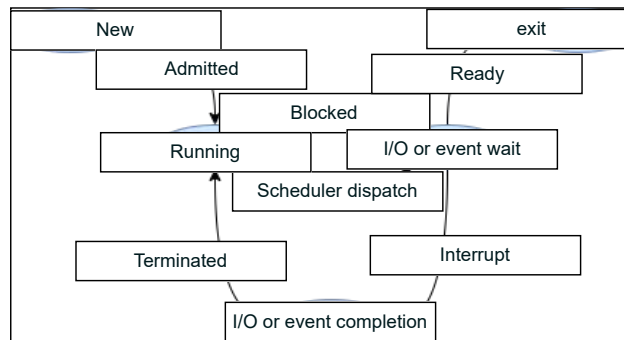 New
exit
Admitted
Ready
Blocked
Running
I/O or event wait
Scheduler dispatch
Terminated
Interrupt
I/O or event completion